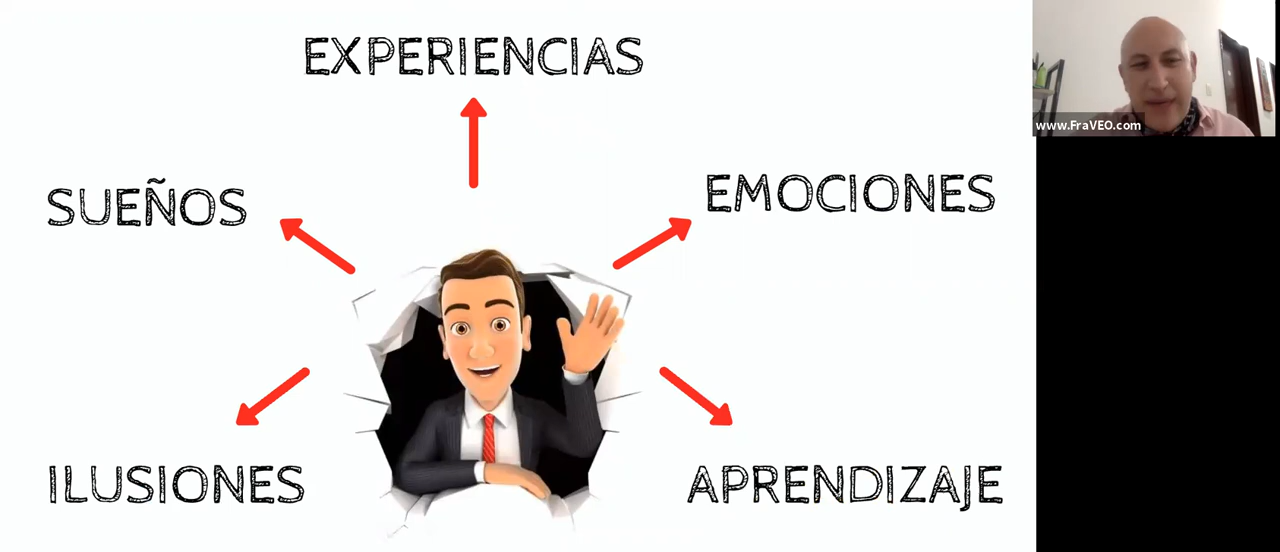 EXPERIENCIAS
www.FraVEO.com
SUEÑOS
EMOCIONES
ILUSIONES
APRENDIZAJE